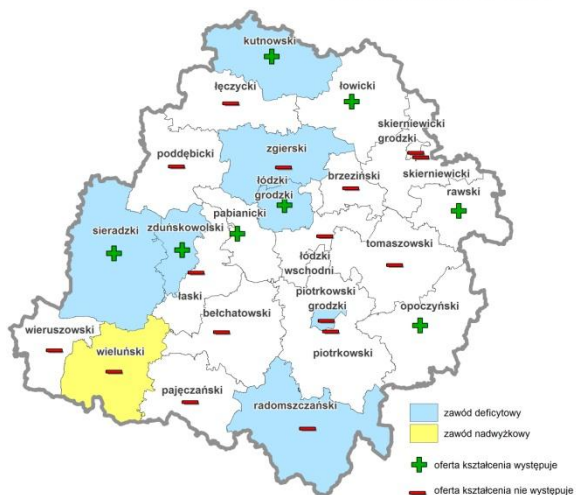 kutnowski
łęczycki
łowicki
skierniewicki
grodzki
zgierski
poddębicki
łódzki
grodzki
brzeziński
skierniewicki
rawski
pabianicki
sieradzki
zduńskowolski
tomaszowski
łódzki
wschodni
łaski
piotrkowski
grodzki
opoczyński
bełchatowski
wieruszowski
wieluński
piotrkowski
pajęczański
radomszczański
zawód deficytowy
zawód nadwyżkowy
oferta kształcenia występuje
oferta kształcenia nie występuje